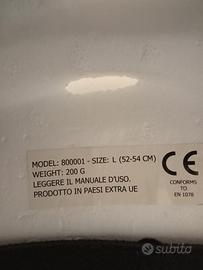 MODEL: 800001 - SIZE: L (52-54 CM)
WEIGHT: 200 G
LEGGERE IL MANUALE D'USO.
PRODOTTO IN PAESI EXTRA UE
CE
CONFORMS
TO
EN 1078
subito